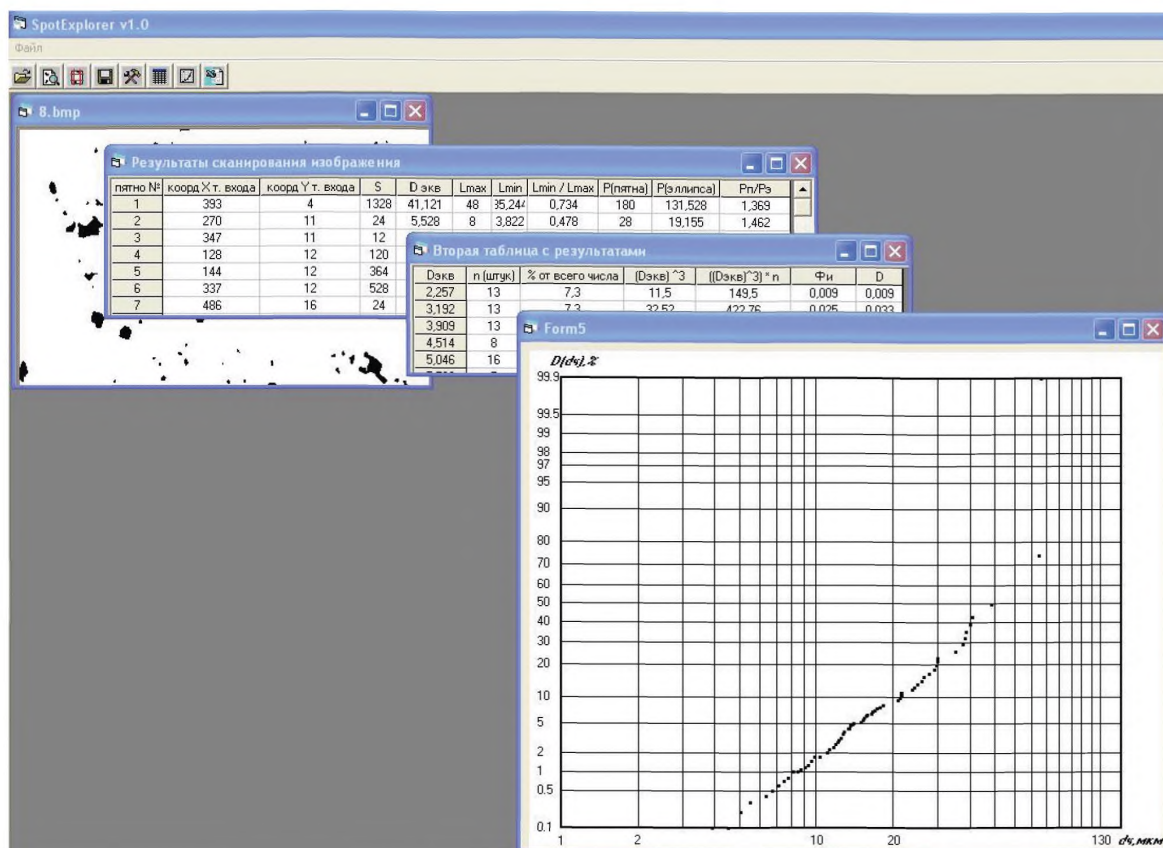 SpotExplorer v1.0
Файл
8.bmp
Результаты сканирования изображения
пятно № коорд X т. входа коорд Y т. входа S D экв Lmax Lmin Lmin / Lmax P(пятна) P(эллипса) Pп/Pэ
1 393 4 1328 41,121 48 35,244 0,734 180 131,528 1,369
2 270 11 24 5,528 8 3,822 0,478 28 19,155 1,462
3 347 11 12
4 128 12 120
5 144 12 364
6 337 12 528
7 486 16 24
Вторая таблица с результатами
Dэкв n (штук) % от всего числа (Dэкв) ^3 ((Dэкв)^3) * n Фи D
2,257 13 7,3 11,5 149,5 0,009 0,009
3,192 13 7,3 32,52 422,76 0,025 0,033
3,909 13
4,514 8
5,046 16
Form5
D(dч),%
99.9
99.5
99
98
97
95
90
80
70
60
50
40
30
20
10
5
2
1
0.5
0.1
1 2 10 20 130 dч,мкм